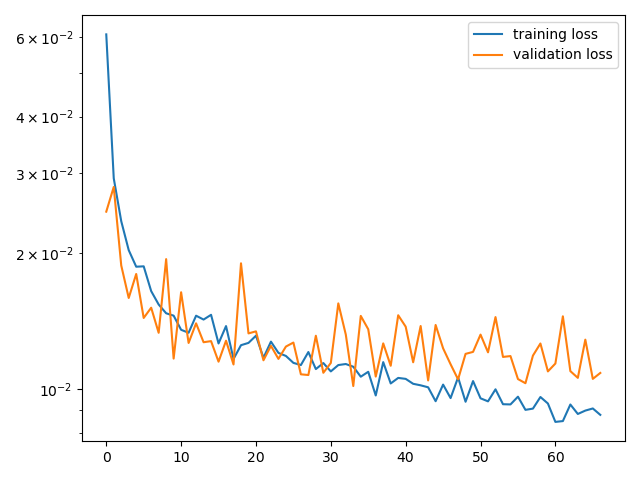 training loss
validation loss
6 × 10⁻²
4 × 10⁻²
3 × 10⁻²
2 × 10⁻²
10⁻²
0 10 20 30 40 50 60